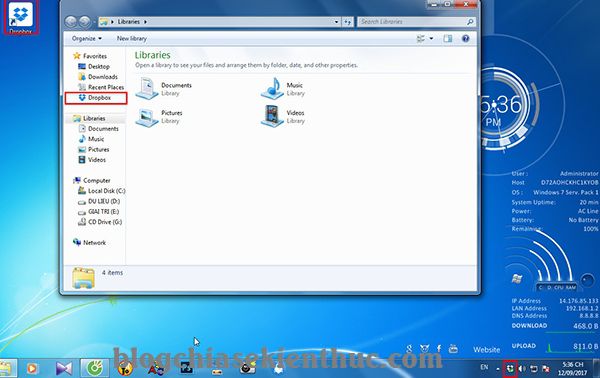 Dropbox
Libraries
Search Libraries
Organize
New library
Favorites
Desktop
Downloads
Recent Places
Dropbox
Libraries
Documents
Music
Pictures
Videos
Computer
Local Disk (C:)
DU LIEU (D:)
GIAI TRI (E:)
CD Drive (G:)
Network
Libraries
Open a library to see your files and arrange them by folder, date, and other properties.
Documents
Library
Music
Library
Pictures
Library
Videos
Library
4 items
5:36
PM
User : Administrator
Host D72AOHCKHC1KYOB
OS : Windows 7 Serv. Pack 1
System Uptime: 20 min
Power: AC Line
Battery: No Battery
Remaining: 100%
C: D: CPU RAM
IP Address 14.176.85.133
LAN Address 192.168.1.2
DNS Address 8.8.8.8
DOWNLOAD 468.0 B
UPLOAD 811.0 B
Website
blogchiasekienthuc.com
EN
5:36 CH
12/09/2017